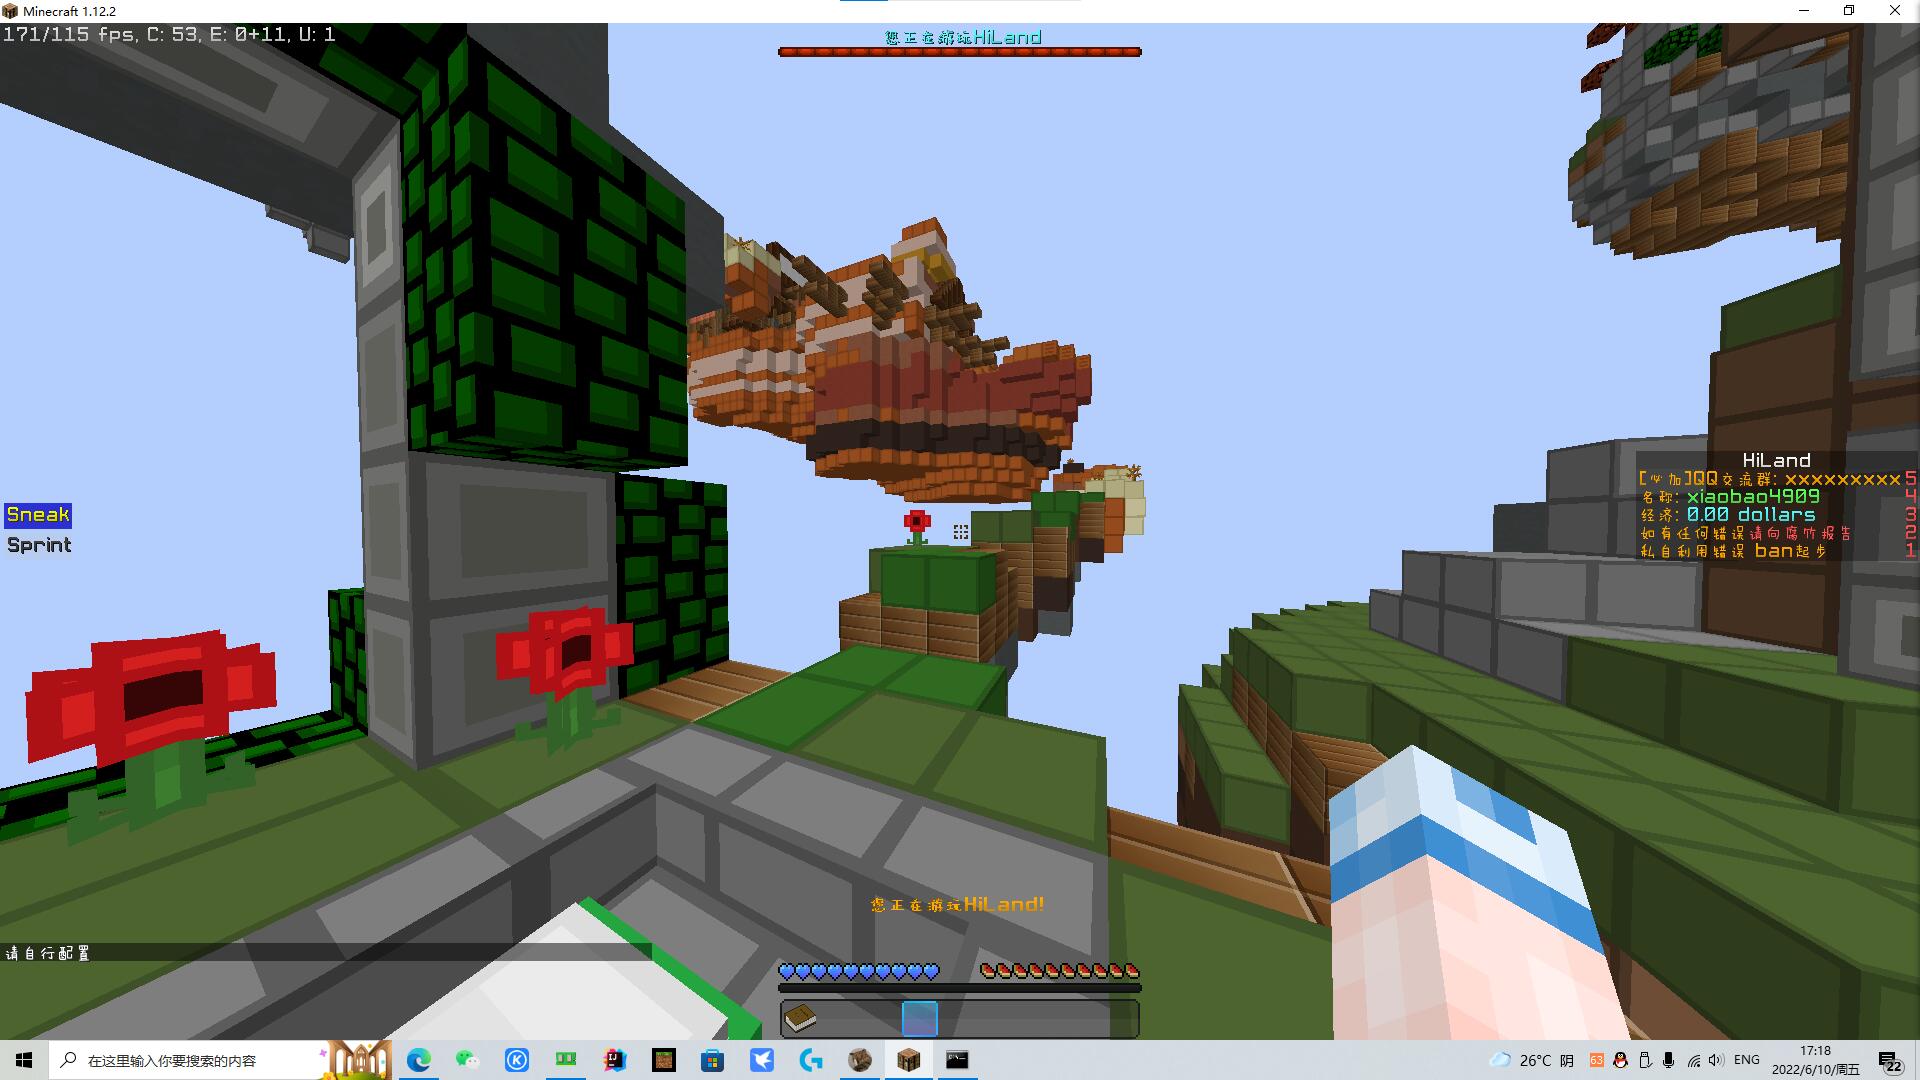 Minecraft 1.12.2
171/115 fps, C: 53, E: 0+11, U: 1
您正在游玩HiLand
Sneak
Sprint
HiLand
[必加]QQ交流群: xxxxxxxxx 5
名称: xiaobao4909 4
经济: 0.00 dollars 3
如有任何错误请向腐竹报告 2
私自利用错误 ban起步 1
您正在游玩HiLand!
请自行配置
在这里输入你要搜索的内容
26°C 阴
63
ENG
17:18
2022/6/10/周五
22